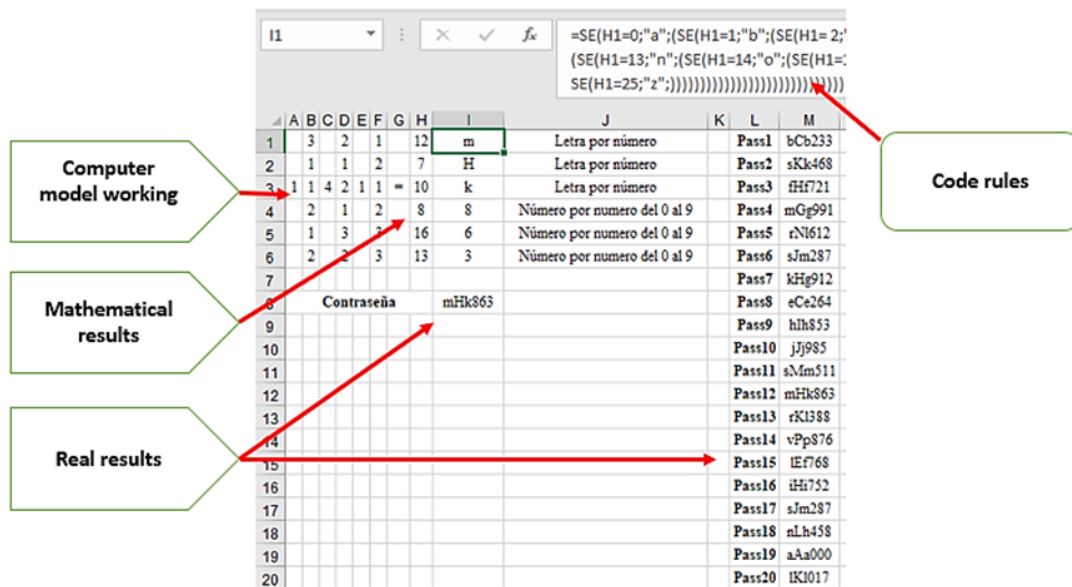 I1
fx
=SE(H1=0;"a";(SE(H1=1;"b";(SE(H1= 2;"
(SE(H1=13;"n";(SE(H1=14;"o";(SE(H1=
SE(H1=25;"z";))))))))))))))))))))))))))))))
A B C D E F G H I J K L M
1 3 2 1 12 m Letra por número Pass1 bCb233
2 1 1 2 7 H Letra por número Pass2 sKk468
3 1 1 4 2 1 1 = 10 k Letra por número Pass3 fHf721
4 2 1 2 8 8 Número por numero del 0 al 9 Pass4 mGg991
5 1 3 16 6 Número por numero del 0 al 9 Pass5 rNl612
6 2 3 13 3 Número por numero del 0 al 9 Pass6 sJm287
7 Pass7 kHg912
8 Contraseña mHk863 Pass8 eCe264
9 Pass9 hIh853
10 Pass10 jJj985
11 Pass11 sMm511
12 Pass12 mHk863
13 Pass13 rKl388
14 Pass14 vPp876
15 Pass15 lEf768
16 Pass16 iHi752
17 Pass17 sJm287
18 Pass18 nLh458
19 Pass19 aAa000
20 Pass20 lKl017
Computer
model working
Mathematical
results
Real results
Code rules